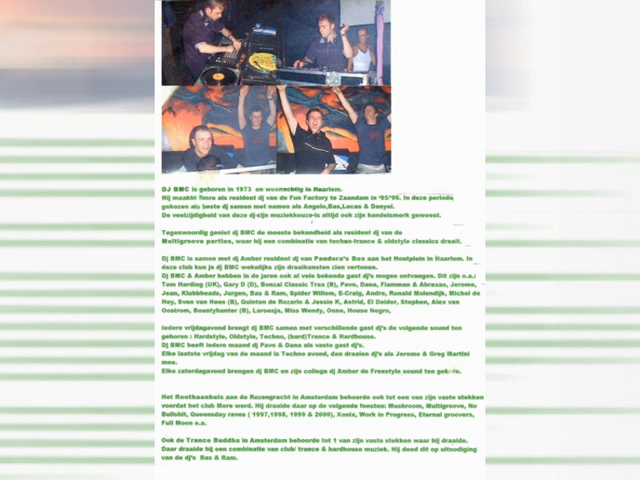 DJ BMC is geboren in 1973 en woonachtig in Haarlem.
Hij maakte furore als resident dj van de Fun Factory te Zaandam in '95/'96. In deze periode
gekozen als beste dj samen met namen als Angelo,Bas,Lucas & Danyel.
De veelzijdigheid van deze dj-zijn muziekkeuze-is altijd ook zijn handelsmerk geweest.
Tegenwoordig geniet dj BMC de meeste bekendheid als resident dj van de
Multigroove parties, waar hij een combinatie van techno-trance & oldstyle classics draait.
Dj BMC is samen met dj Amber resident dj van Pandora's Box aan het Houtplein in Haarlem. In
deze club kun je dj BMC wekelijks zijn draaikunsten zien vertonen.
Dj BMC & Amber hebben in de jaren ook al vele bekende gast dj's mogen ontvangen. Dit zijn o.a.:
Tom Harding (UK), Gary D (D), Bonzai Classic Trax (B), Pavo, Dana, Flamman & Abraxas, Jerome,
Jean, Klubbheads, Jurgen, Bas & Ram, Spider Willem, E-Craig, Andre, Ronald Molendijk, Michel de
Hey, Sven van Hees (B), Quinten de Rozario & Jessie K, Astrid, El Deider, Stephen, Alex van
Oostrom, Bountyhunter (B), Laroesja, Miss Wendy, Onne, House Negro,
Iedere vrijdagavond brengt dj BMC samen met verschillende gast dj's de volgende sound ten
gehore : Hardstyle, Oldstyle, Techno, (hard)Trance & Hardhouse.
Dj BMC heeft iedere maand dj Pavo & Dana als vaste gast dj's.
Elke laatste vrijdag van de maand is Techno avond, dan draaien dj's als Jerome & Greg Martini
mee.
Elke zaterdagavond brengen dj BMC en zijn collega dj Amber de Freestyle sound ten gehore.
Het Roothaanhuis aan de Rozengracht in Amsterdam behoorde ook tot een van zijn vaste stekken
voordat het club More werd. Hij draaide daar op de volgende feesten: Mushroom, Multigroove, No
Bullshit, Queensday raves ( 1997,1998, 1999 & 2000), Xonix, Work in Progress, Eternal groovers,
Full Moon e.a.
Ook de Trance Buddha in Amsterdam behoorde tot 1 van zijn vaste stekken waar hij draaide.
Daar draaide hij een combinatie van club/ trance & hardhouse muziek. Hij deed dit op uitnodiging
van de dj's Bas & Ram.